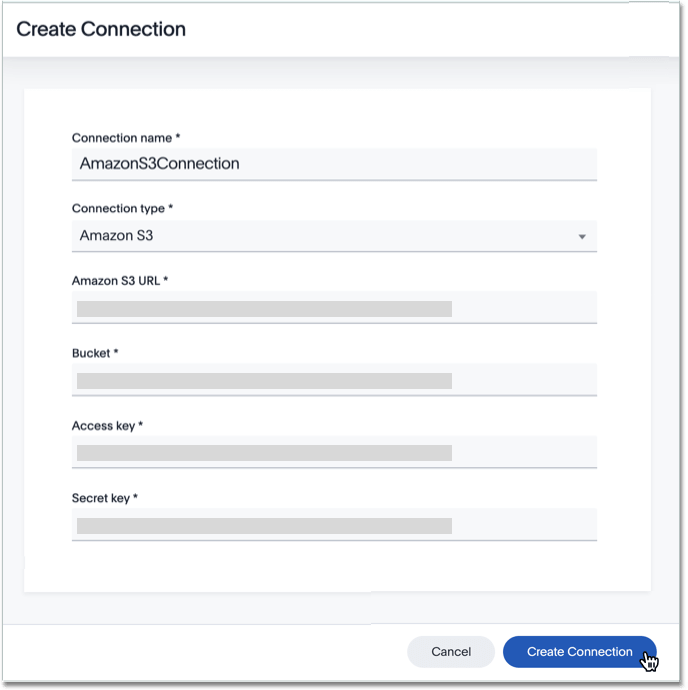 Create Connection
Connection name *
AmazonS3Connection
Connection type *
Amazon S3
Amazon S3 URL *
Bucket *
Access key *
Secret key *
Cancel
Create Connection